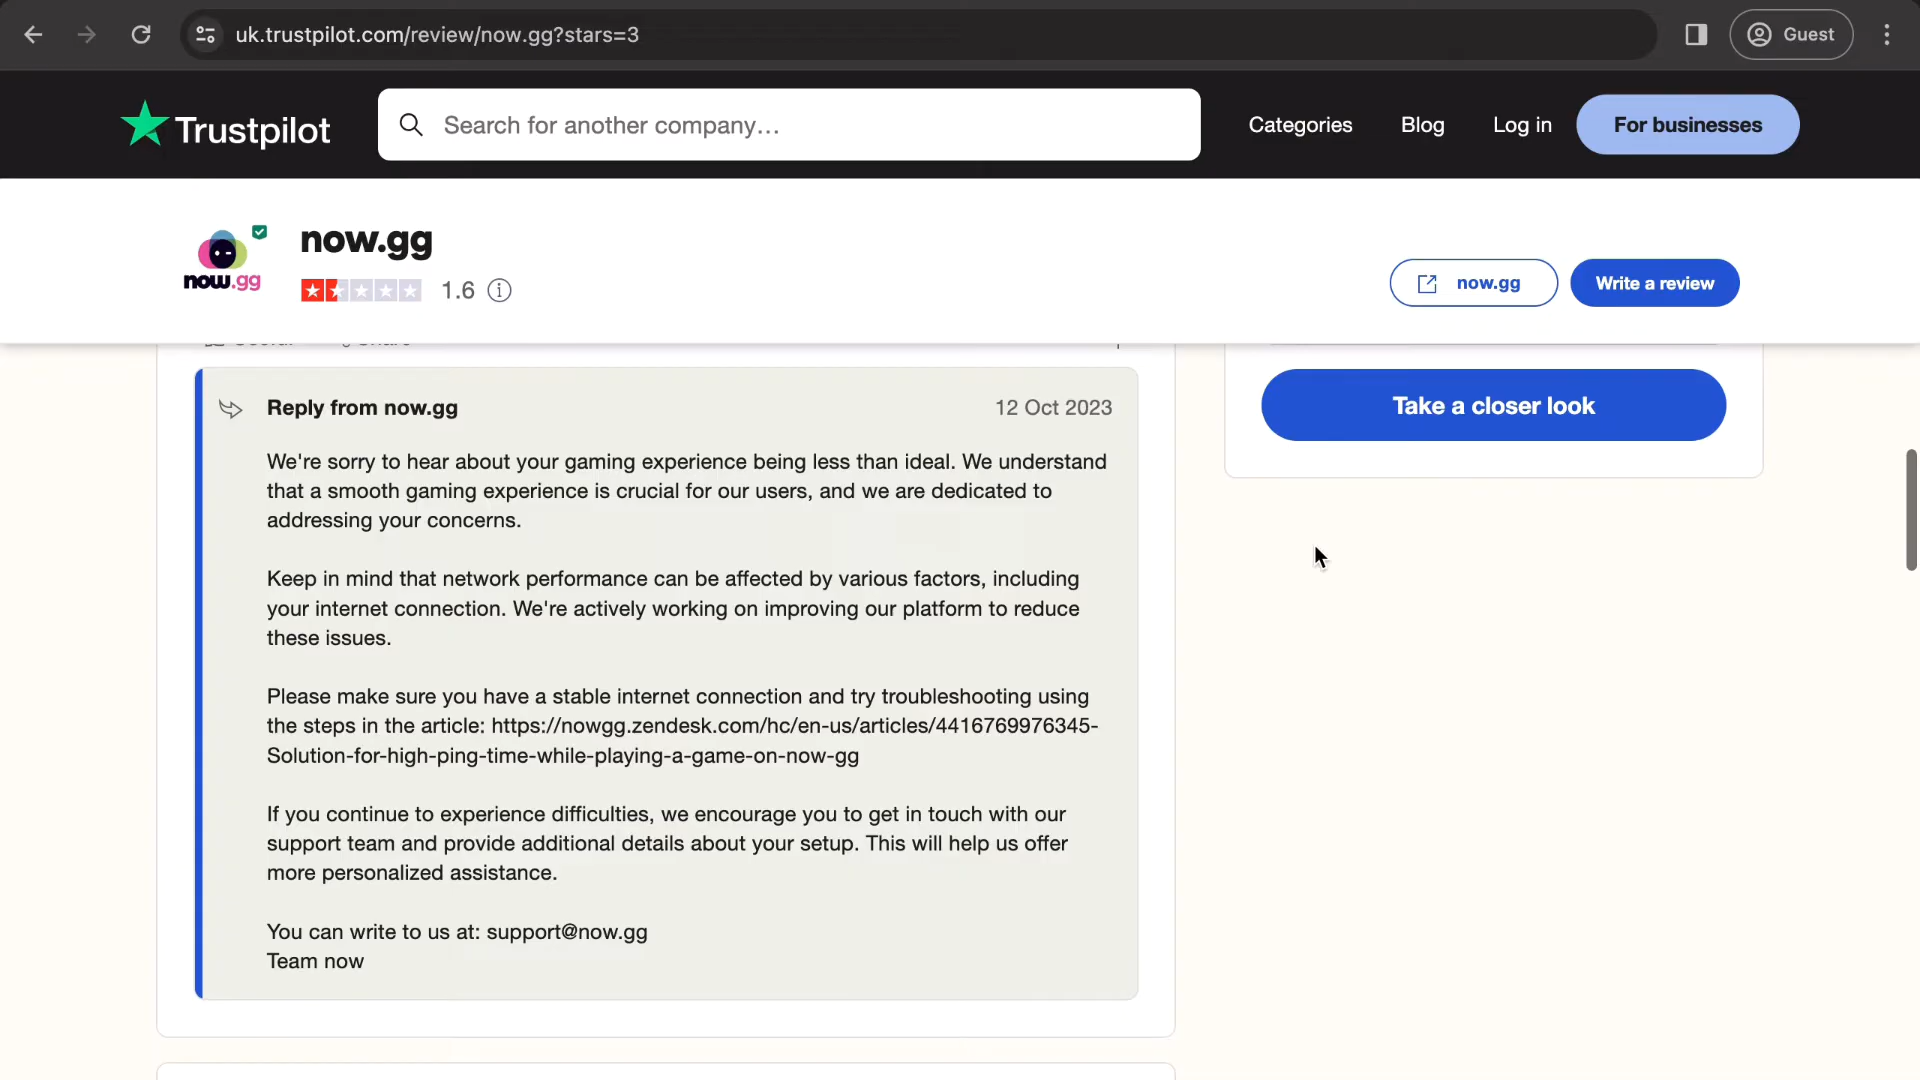 uk.trustpilot.com/review/now.gg?stars=3
Guest
Trustpilot
Search for another company…
Categories
Blog
Log in
For businesses
now.gg
now.gg
1.6
now.gg
Write a review
Take a closer look
Reply from now.gg
12 Oct 2023
We're sorry to hear about your gaming experience being less than ideal. We understand
that a smooth gaming experience is crucial for our users, and we are dedicated to
addressing your concerns.
Keep in mind that network performance can be affected by various factors, including
your internet connection. We're actively working on improving our platform to reduce
these issues.
Please make sure you have a stable internet connection and try troubleshooting using
the steps in the article: https://nowgg.zendesk.com/hc/en-us/articles/4416769976345-
Solution-for-high-ping-time-while-playing-a-game-on-now-gg
If you continue to experience difficulties, we encourage you to get in touch with our
support team and provide additional details about your setup. This will help us offer
more personalized assistance.
You can write to us at: support@now.gg
Team now